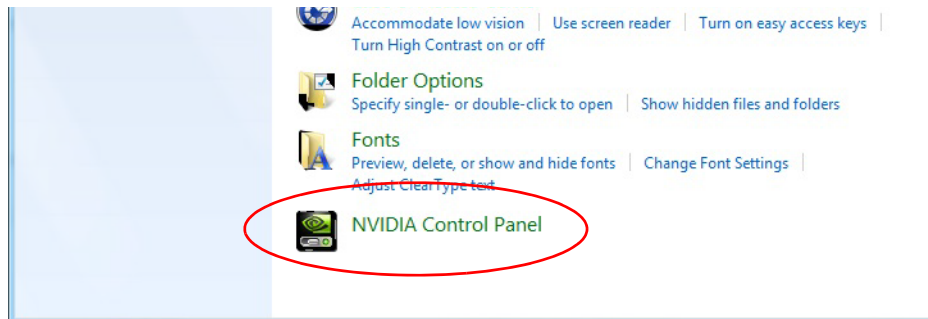 Accommodate low vision Use screen reader Turn on easy access keys
Turn High Contrast on or off
Folder Options
Specify single- or double-click to open Show hidden files and folders
Fonts
Preview, delete, or show and hide fonts Change Font Settings
Adjust ClearType text
NVIDIA Control Panel